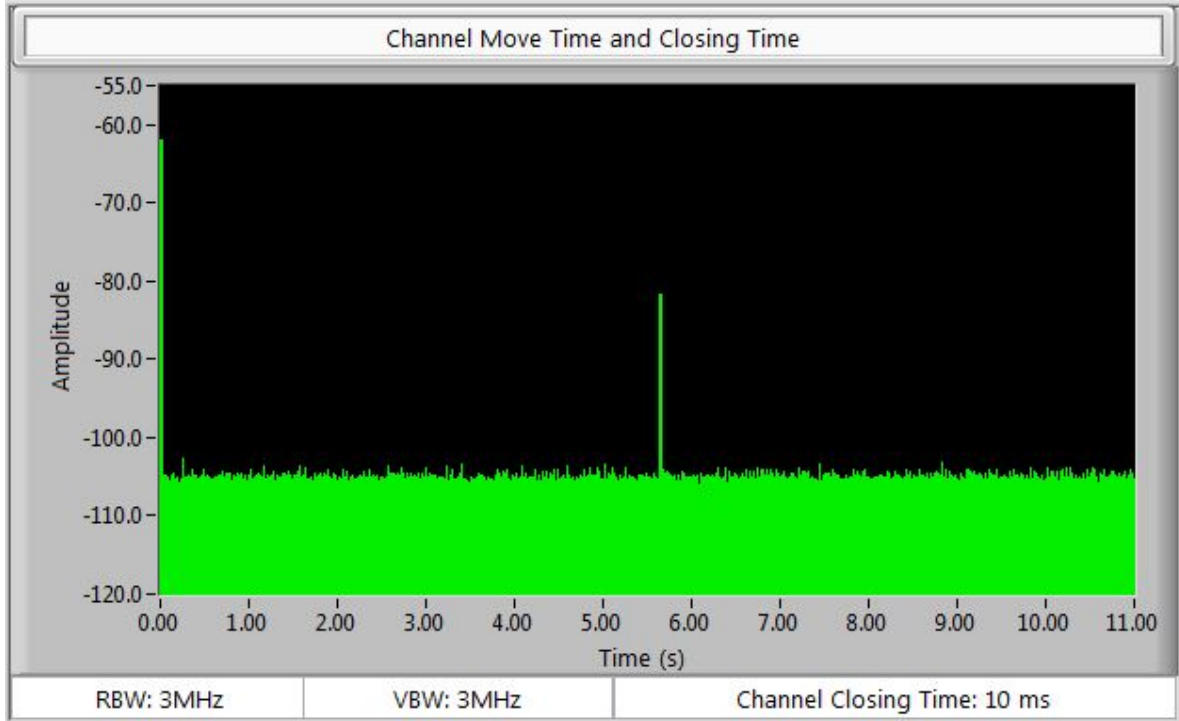 Channel Move Time and Closing Time
-55.0
-60.0
-70.0
-80.0
-90.0
-100.0
-110.0
-120.0
Amplitude
0.00 1.00 2.00 3.00 4.00 5.00 6.00 7.00 8.00 9.00 10.00 11.00
Time (s)
RBW: 3MHz VBW: 3MHz Channel Closing Time: 10 ms